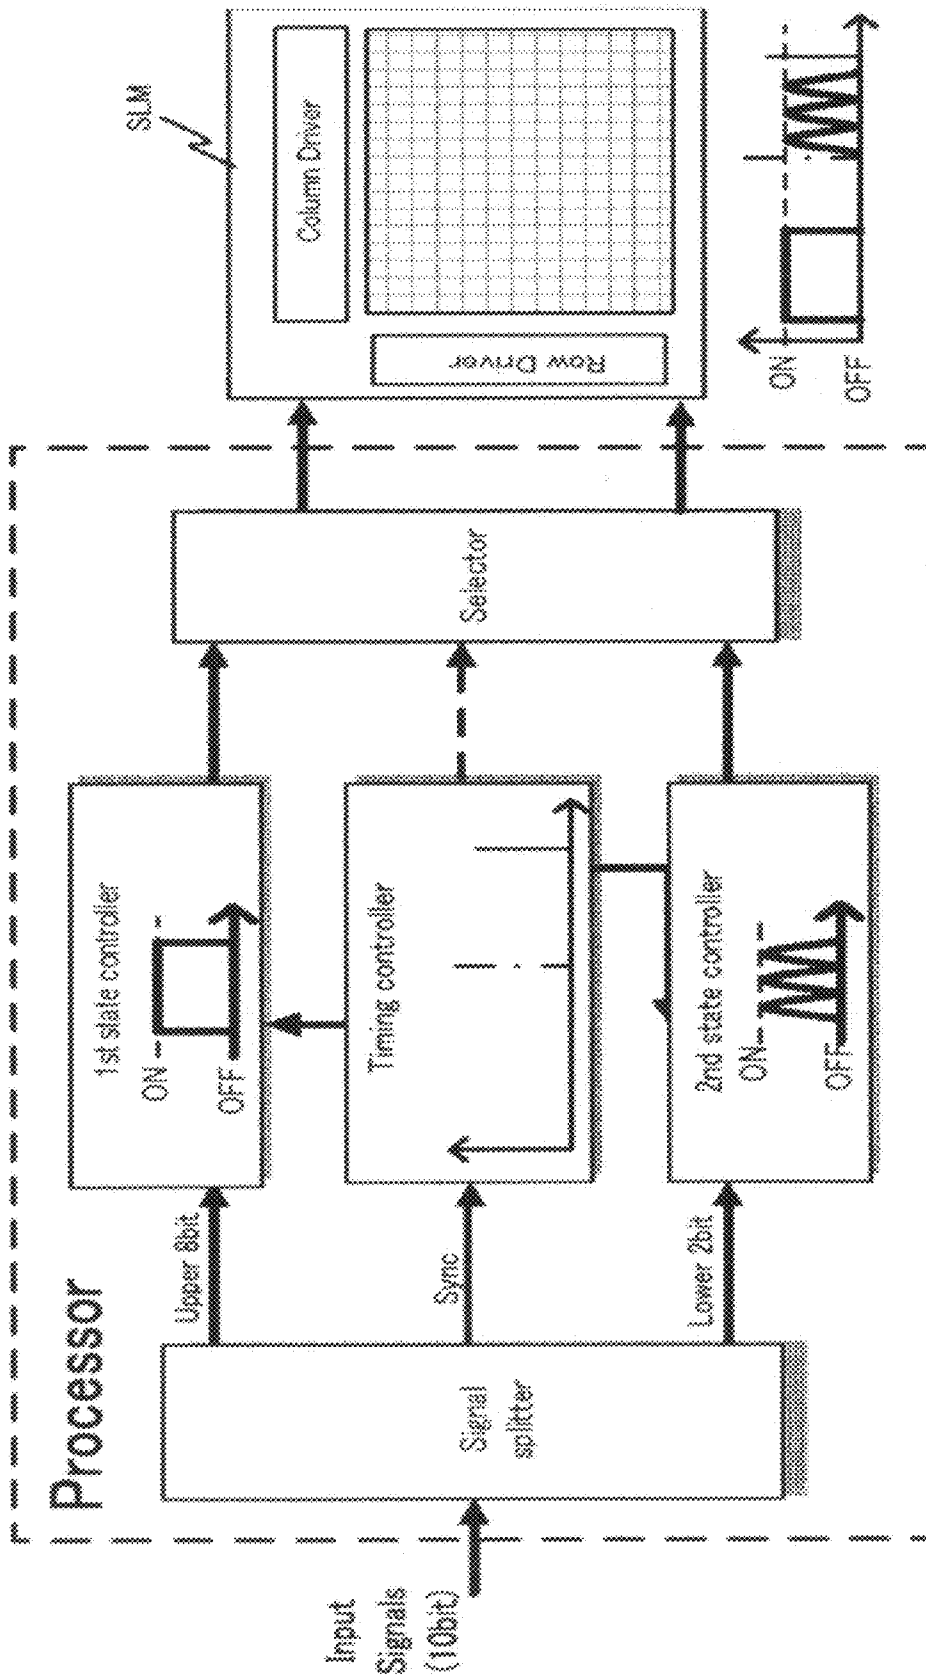 Processor
Input
Signals
(10bit)
Signal
splitter
Upper 8bit
Sync
Lower 2bit
1st state controller
ON
OFF
Timing controller
2nd state controller
ON
OFF
Selector
SLM
Column Driver
Row Driver
ON
OFF